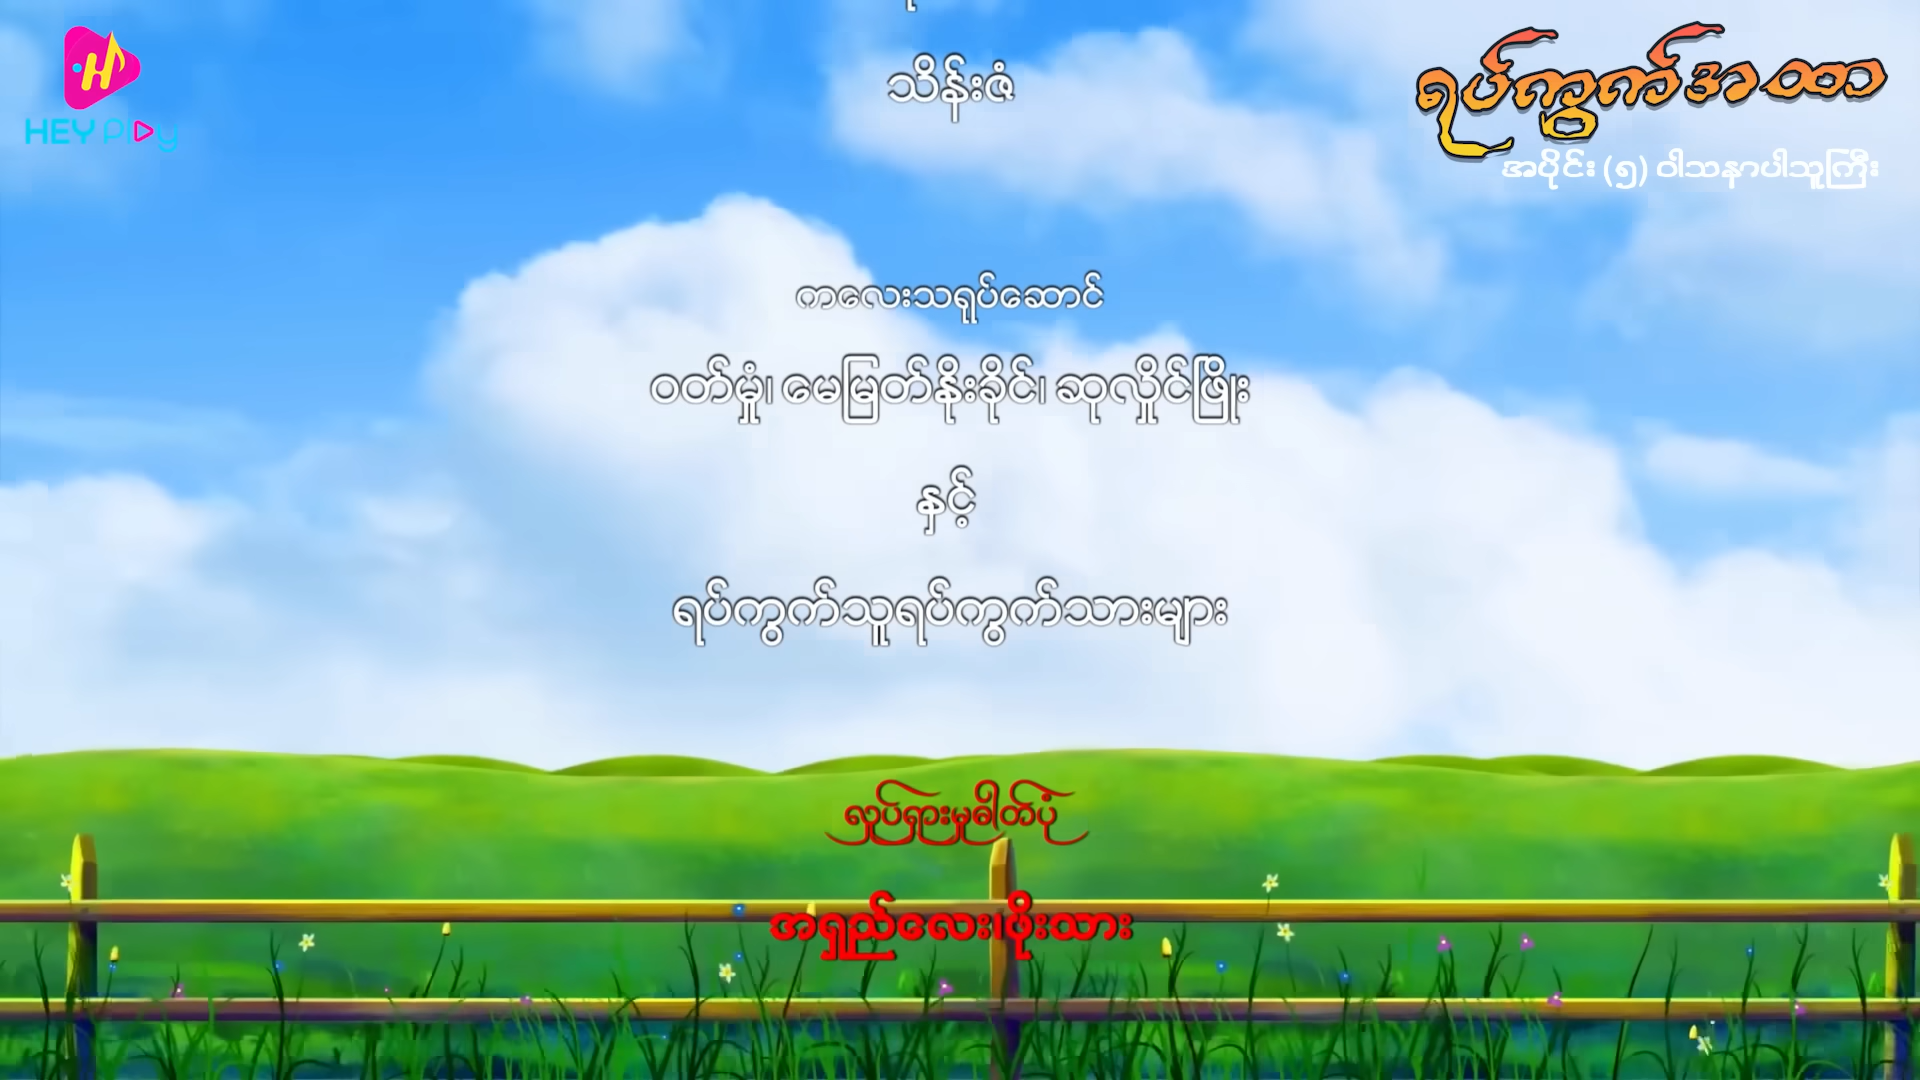 HEY Play
ရပ်ကွက်အထာ
အပိုင်း (၅) ဝါသနာပါသူကြီး
သိန်းဇံ
ကလေးသရုပ်ဆောင်
ဝတ်မှုံ၊ မေမြတ်နိုးခိုင်၊ ဆုလှိုင်ဖြိုး
နှင့်
ရပ်ကွက်သူရပ်ကွက်သားများ
လှုပ်ရှားမှုဓါတ်ပုံ
အရှည်လေး၊ဖိုးသား